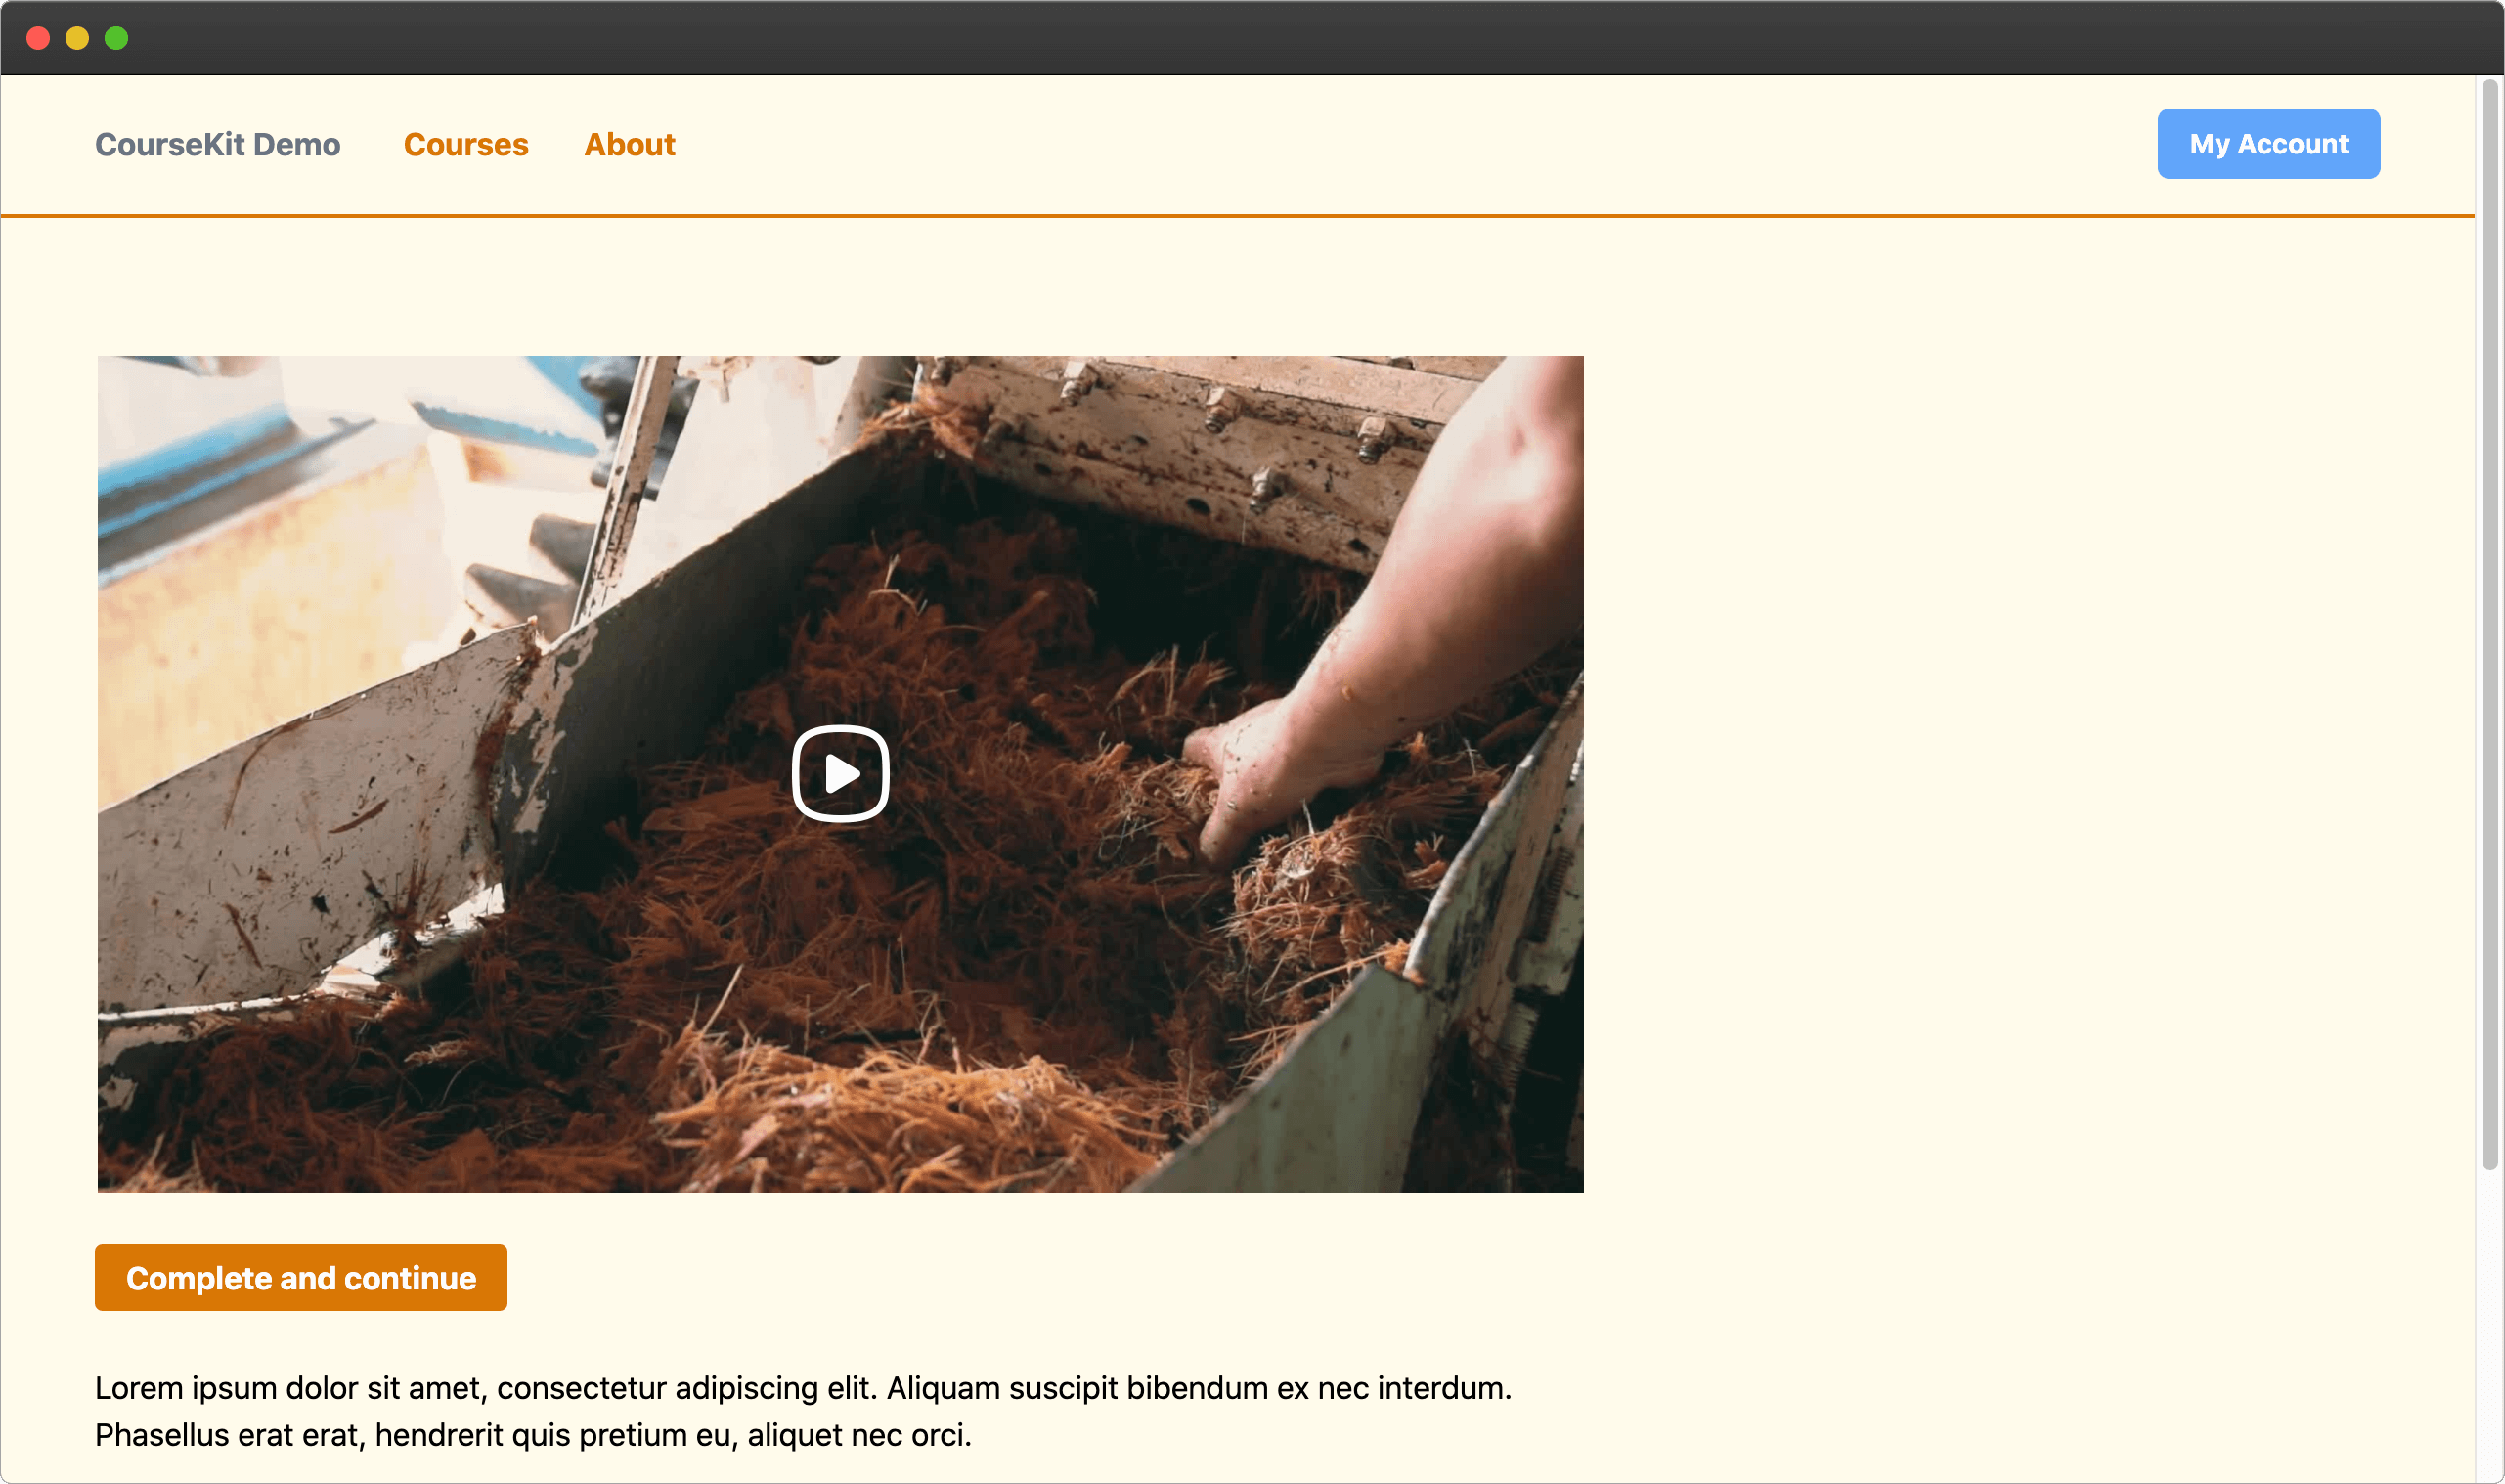 CourseKit Demo Courses About My Account
Complete and continue
Lorem ipsum dolor sit amet, consectetur adipiscing elit. Aliquam suscipit bibendum ex nec interdum.
Phasellus erat erat, hendrerit quis pretium eu, aliquet nec orci.